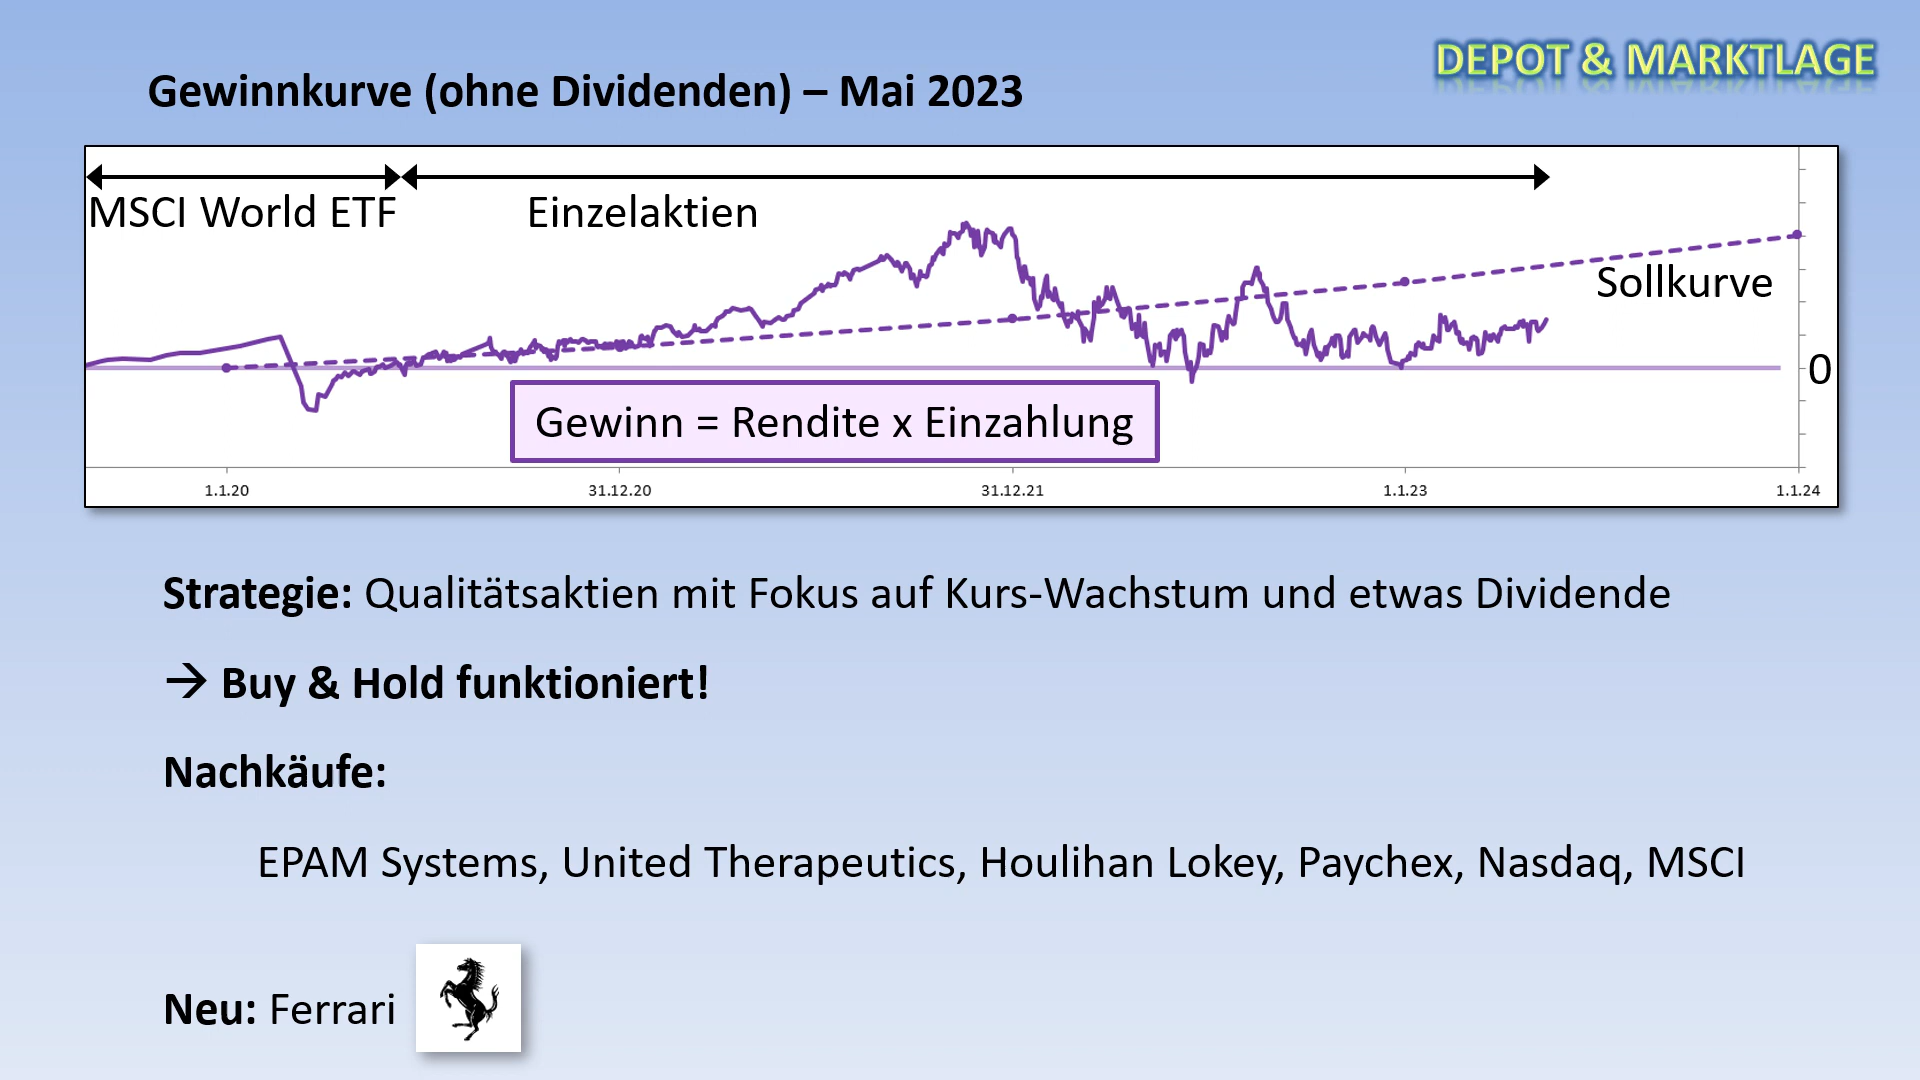 DEPOT & MARKTLAGE
Gewinnkurve (ohne Dividenden) – Mai 2023
MSCI World ETF
Einzelaktien
Sollkurve
0
Gewinn = Rendite x Einzahlung
1.1.20 31.12.20 31.12.21 1.1.23 1.1.24
Strategie: Qualitätsaktien mit Fokus auf Kurs-Wachstum und etwas Dividende
→ Buy & Hold funktioniert!
Nachkäufe:
EPAM Systems, United Therapeutics, Houlihan Lokey, Paychex, Nasdaq, MSCI
Neu: Ferrari